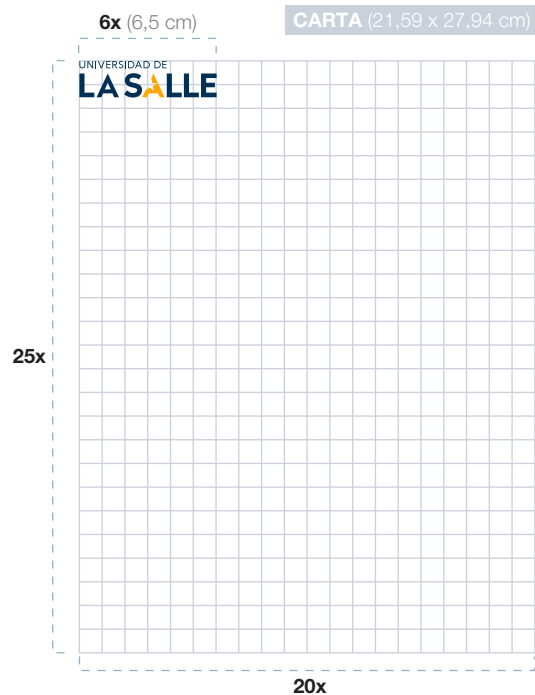 6x (6,5 cm)
CARTA (21,59 x 27,94 cm)
UNIVERSIDAD DE
LA SALLE
25x
20x